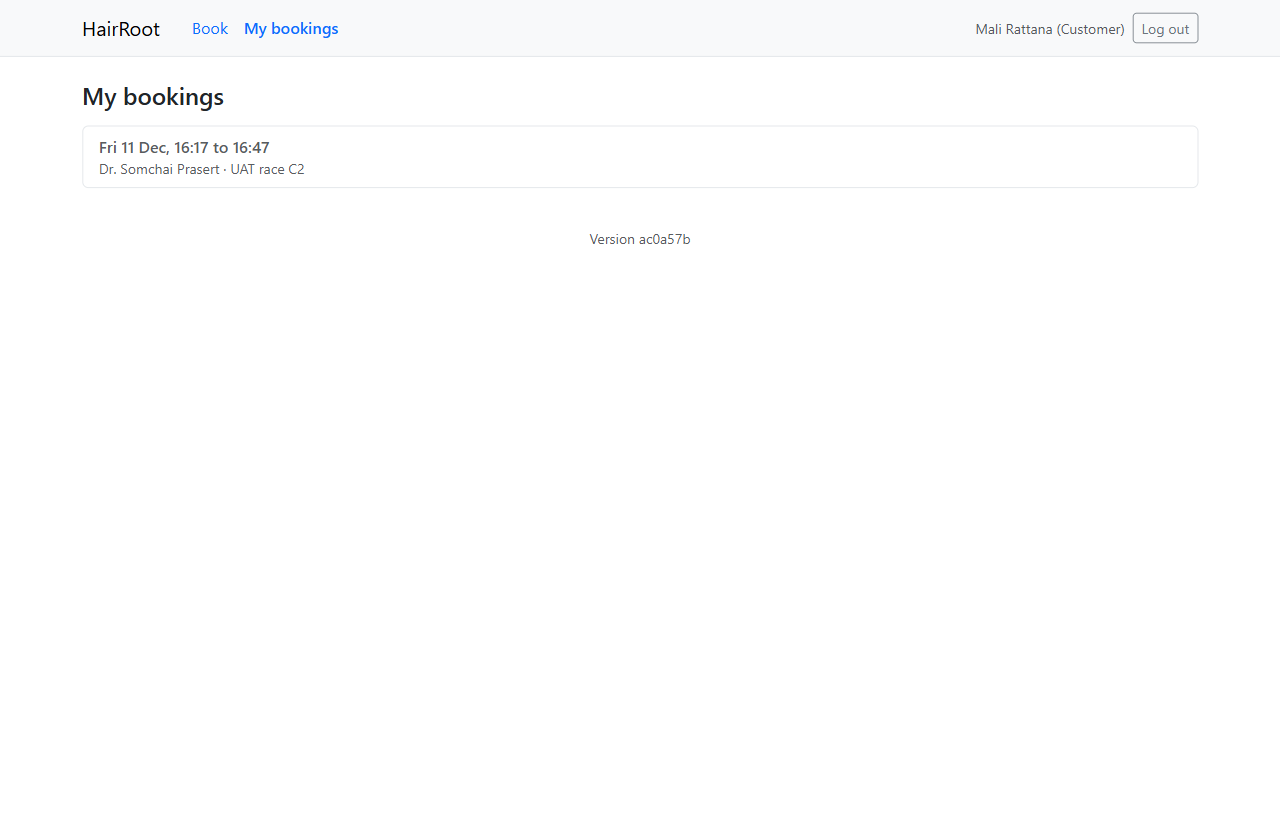 HairRoot Book My bookings Mali Rattana (Customer) Log out
My bookings
Fri 11 Dec, 16:17 to 16:47
Dr. Somchai Prasert · UAT race C2
Version ac0a57b